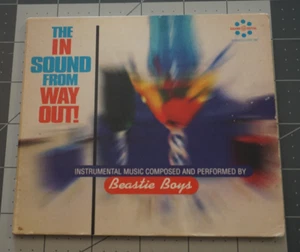 THE
IN
SOUND
FROM
WAY
OUT!
INSTRUMENTAL MUSIC COMPOSED AND PERFORMED BY
Beastie Boys